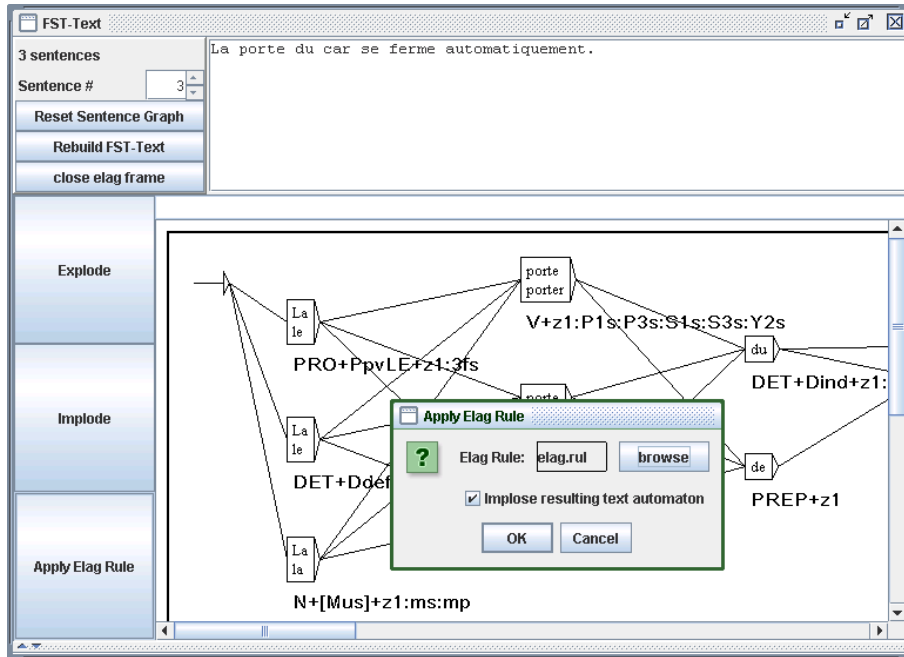 FST-Text
3 sentences
Sentence #
3
Reset Sentence Graph
Rebuild FST-Text
close elag frame
La porte du car se ferme automatiquement.
Explode
Implode
Apply Elag Rule
La
le
PRO+PpvLE+z1:3fs
La
le
DET+Ddef
La
la
N+[Mus]+z1:ms:mp
porte
porter
V+z1:P1s:P3s:S1s:S3s:Y2s
porte
du
DET+Dind+z1:
de
PREP+z1
Apply Elag Rule
?
Elag Rule:
elag.rul
browse
Implose resulting text automaton
OK
Cancel